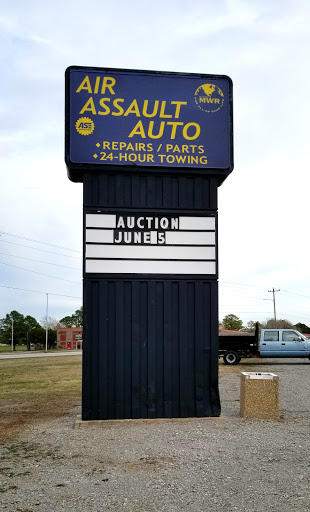 AIR
ASSAULT
AUTO
ASE
MWR
• REPAIRS / PARTS
• 24-HOUR TOWING
AUCTION
JUNE 5